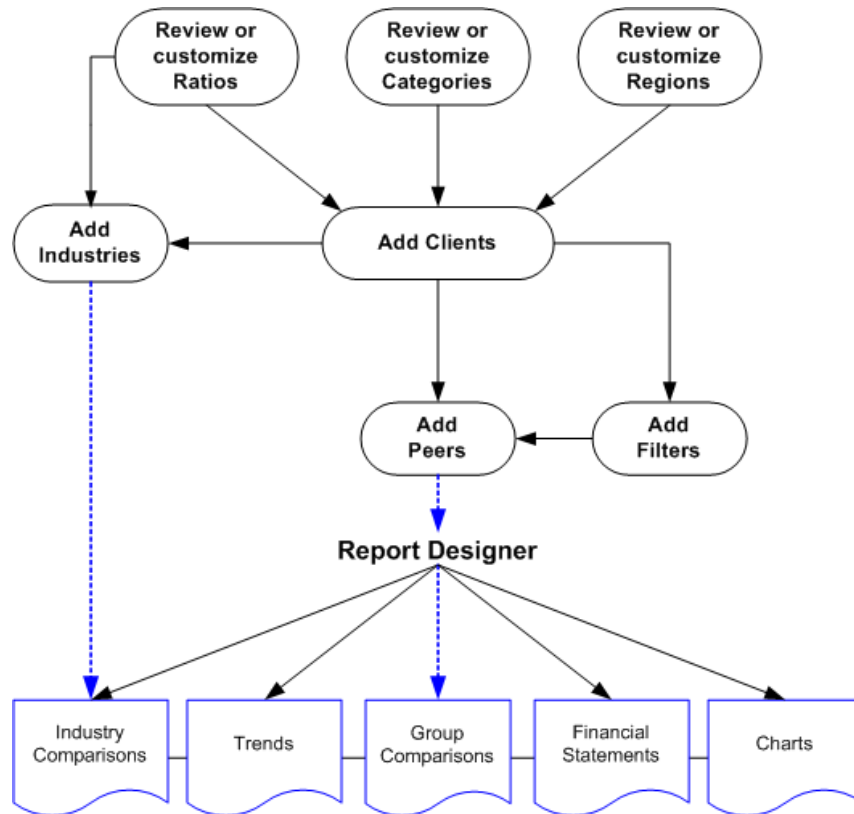 Review or
customize
Ratios
Review or
customize
Categories
Review or
customize
Regions
Add
Industries
Add Clients
Add
Peers
Add
Filters
Report Designer
Industry
Comparisons
Trends
Group
Comparisons
Financial
Statements
Charts